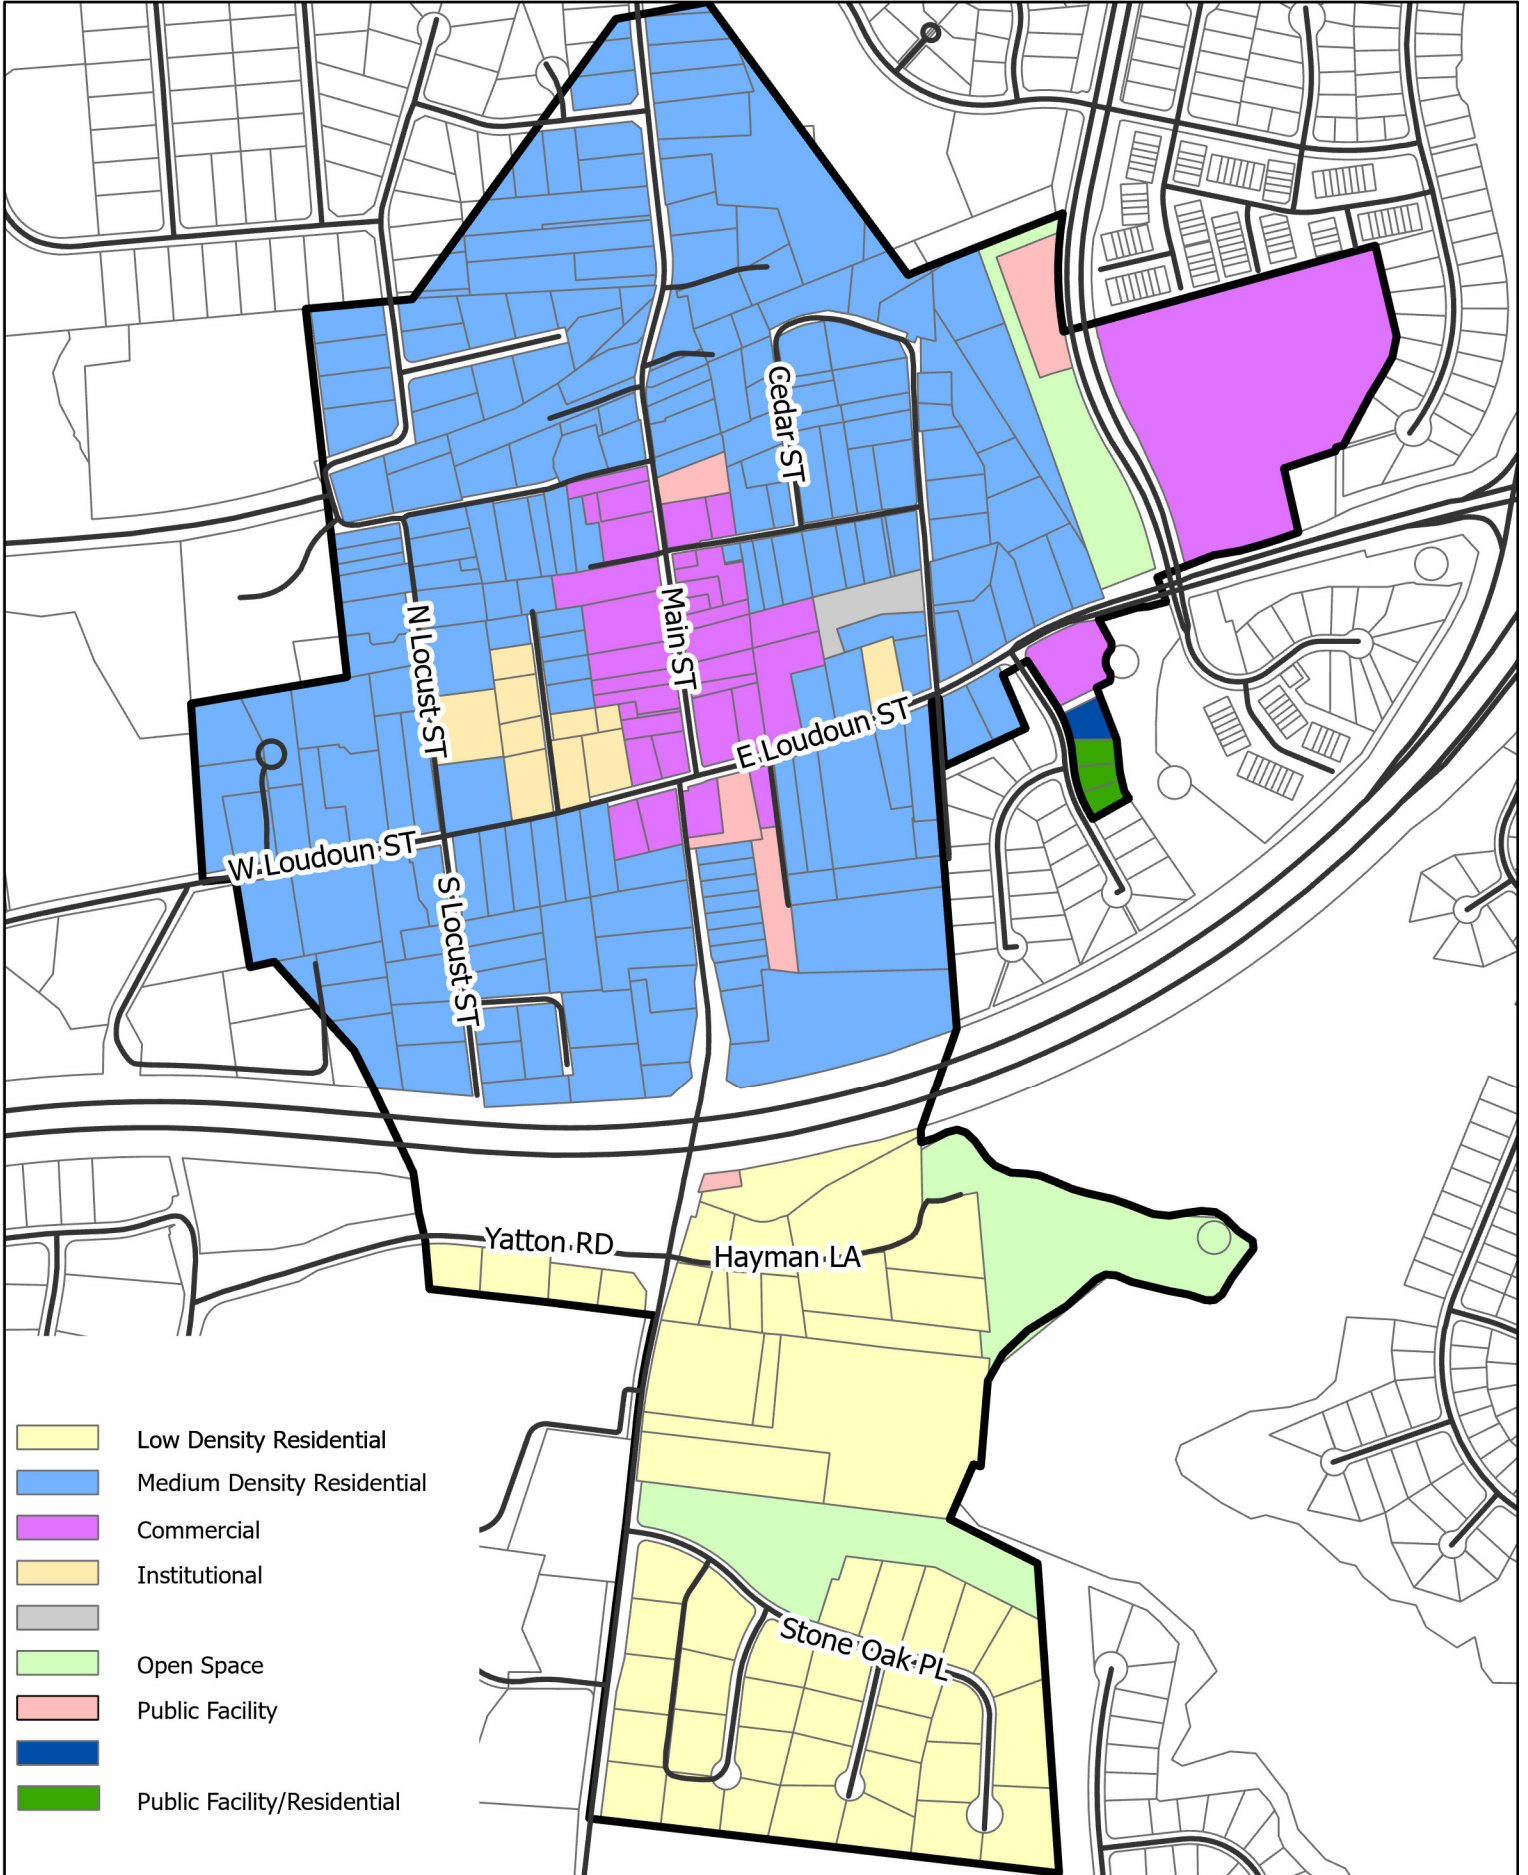 Cedar ST
N Locust ST
Main ST
E Loudoun ST
W Loudoun ST
S Locust ST
Yatton RD
Hayman LA
Stone Oak PL
Low Density Residential
Medium Density Residential
Commercial
Institutional
Open Space
Public Facility
Public Facility/Residential